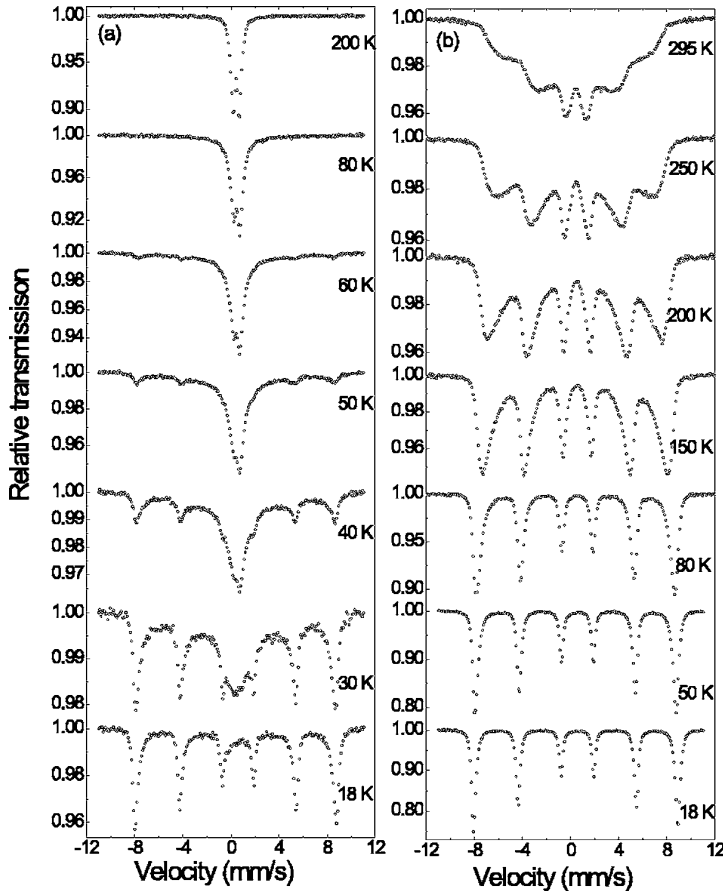 Relative transmissison
(a)
1.00
200 K
0.95
0.90
1.00
80 K
0.96
0.92
1.00
60 K
0.98
0.96
0.94
1.00
50 K
0.98
0.96
1.00
0.99
40 K
0.98
0.97
1.00
0.99
30 K
0.98
1.00
0.98
18 K
0.96
-12 -8 -4 0 4 8 12
Velocity (mm/s)
(b)
1.00
295 K
0.98
0.96
1.00
250 K
0.98
0.96
1.00
0.98
200 K
0.96
1.00
0.98
150 K
0.96
1.00
0.95
80 K
0.90
1.00
0.90
50 K
0.80
1.00
0.90
18 K
0.80
-12 -8 -4 0 4 8 12
Velocity (mm/s)